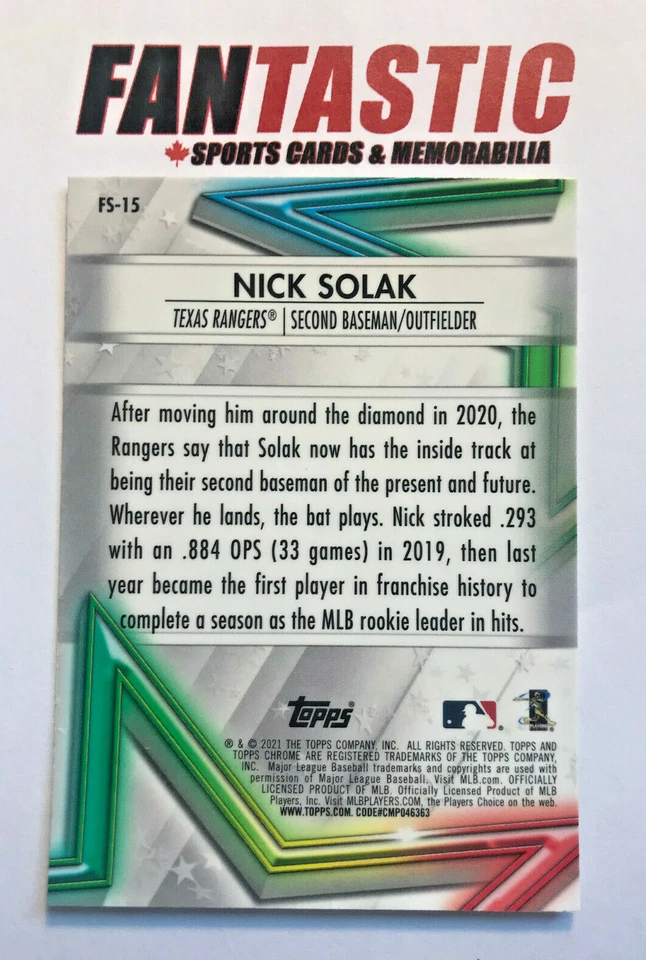 FANTASTIC
SPORTS CARDS & MEMORABILIA
FS-15
NICK SOLAK
TEXAS RANGERS® | SECOND BASEMAN/OUTFIELDER
After moving him around the diamond in 2020, the
Rangers say that Solak now has the inside track at
being their second baseman of the present and future.
Wherever he lands, the bat plays. Nick stroked .293
with an .884 OPS (33 games) in 2019, then last
year became the first player in franchise history to
complete a season as the MLB rookie leader in hits.
Topps®
® & © 2021 THE TOPPS COMPANY, INC. ALL RIGHTS RESERVED. TOPPS AND
TOPPS CHROME ARE REGISTERED TRADEMARKS OF THE TOPPS COMPANY,
INC. Major League Baseball trademarks and copyrights are used with
permission of Major League Baseball. Visit MLB.com. OFFICIALLY
LICENSED PRODUCT OF MLB. Officially Licensed Product of MLB
Players, Inc. Visit MLBPLAYERS.COM, the Players Choice on the web.
WWW.TOPPS.COM. CODE#CMP046363